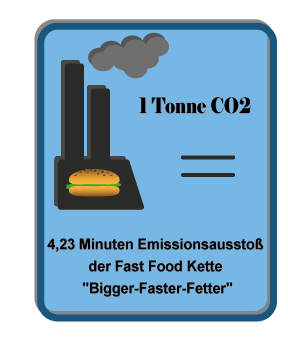 1 Tonne CO2
4,23 Minuten Emissionsausstoß
der Fast Food Kette
"Bigger-Faster-Fetter"